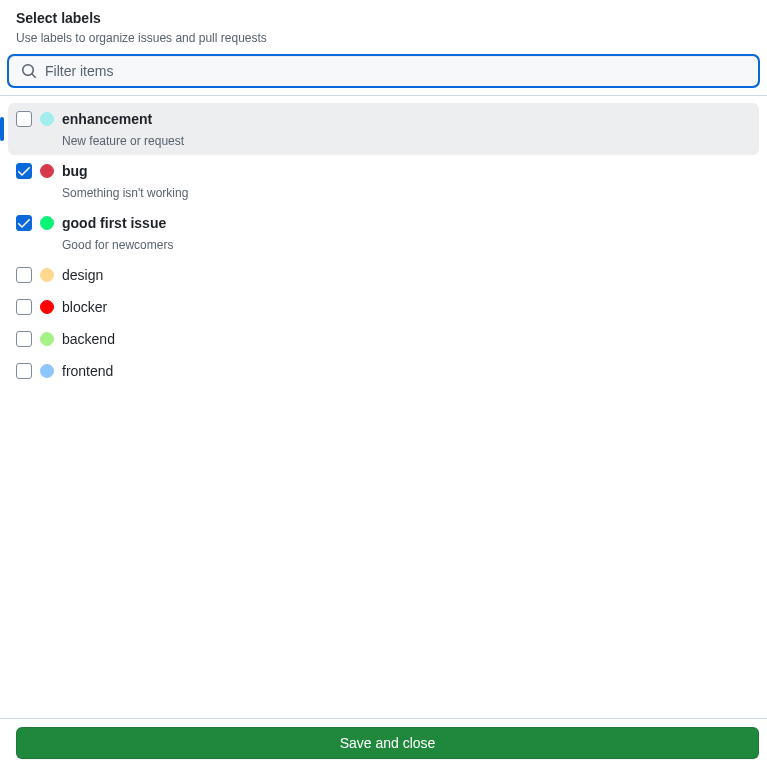 Select labels
Use labels to organize issues and pull requests
Filter items
enhancement
New feature or request
bug
Something isn't working
good first issue
Good for newcomers
design
blocker
backend
frontend
Save and close